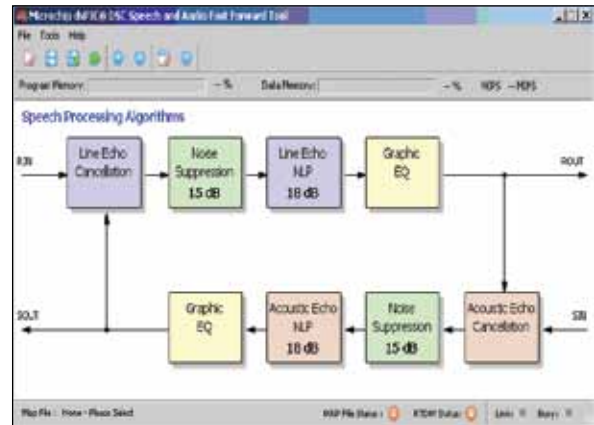 Microchip dsPIC® DSC Speech and Audio Fast Forward Tool
File Tools Help
Program Memory: - % Data Memory: - % MIPS --MIPS
Speech Processing Algorithms
RIN
Line Echo
Cancellation
Noise
Suppression
15 dB
Line Echo
NLP
18 dB
Graphic
EQ
ROUT
SOUT
Graphic
EQ
Acoustic Echo
NLP
18 dB
Noise
Suppression
15 dB
Acoustic Echo
Cancellation
SIN
Map File : None - Please Select MAP File Status : RTDM Status: Link: Busy: